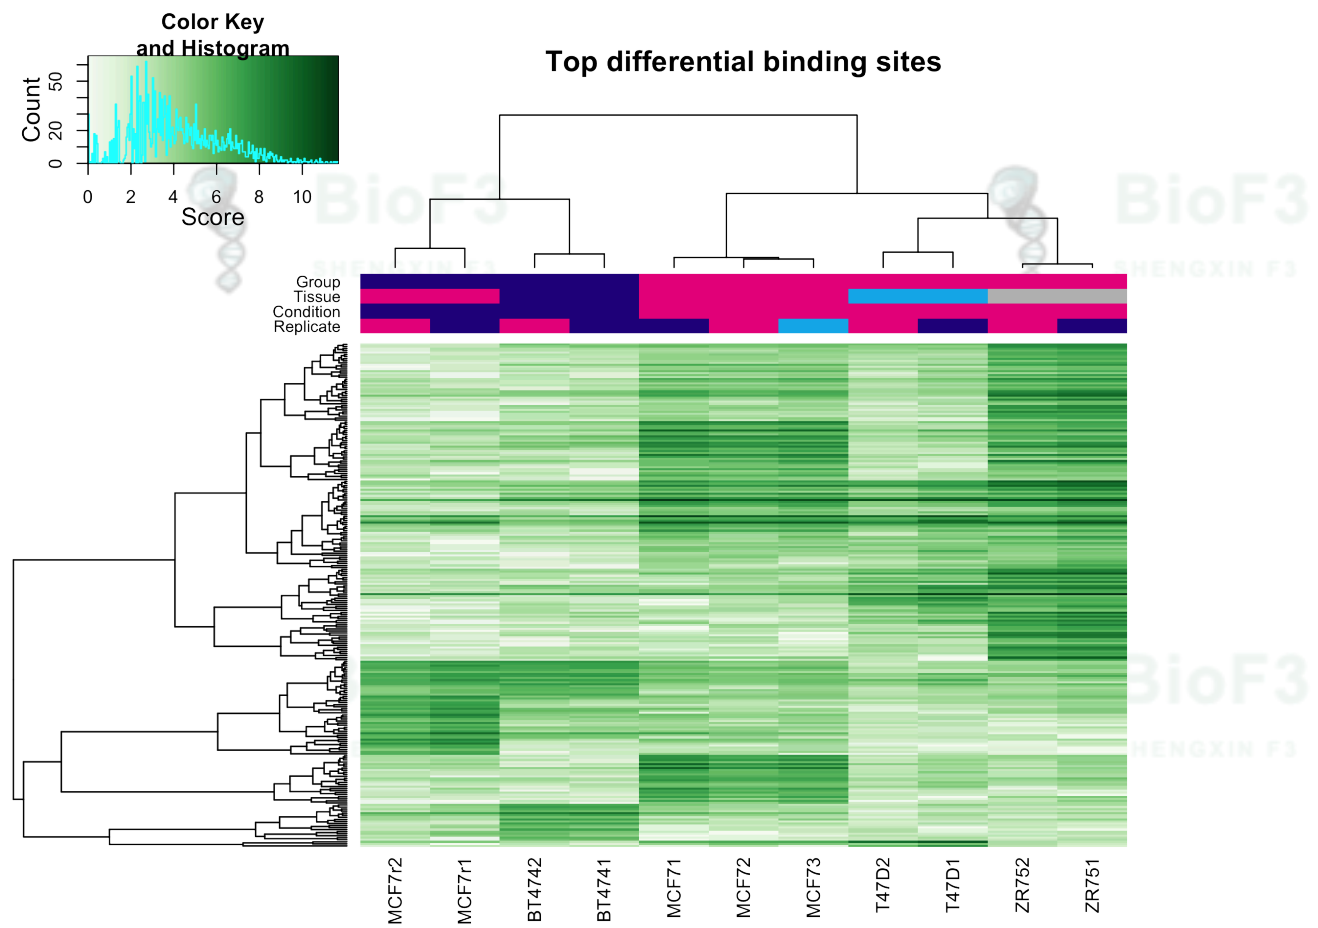 Color Key
and Histogram
Count
0
20
50
0 2 4 6 8 10
Score
Top differential binding sites
BioF3
SHENGXIN F3
BioF3
SHENGXIN F3
Group
Tissue
Condition
Replicate
BioF3
SHENGXIN F3
MCF7r2
MCF7r1
BT4742
BT4741
MCF71
MCF72
MCF73
T47D2
T47D1
ZR752
ZR751